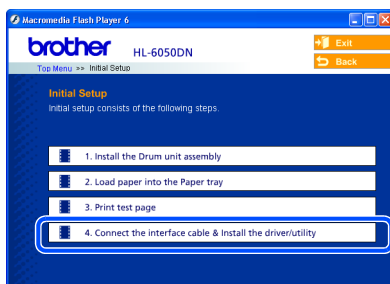 Macromedia Flash Player 6
brother HL-6050DN
Exit
Back
Top Menu >> Initial Setup
Initial Setup
Initial setup consists of the following steps.
1. Install the Drum unit assembly
2. Load paper into the Paper tray
3. Print test page
4. Connect the interface cable & Install the driver/utility